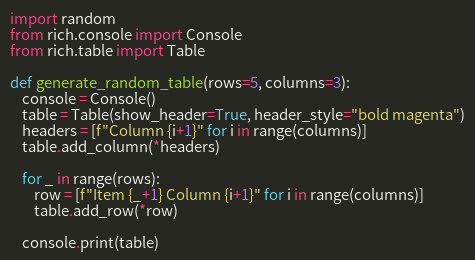 import random
from rich.console import Console
from rich.table import Table

def generate_random_table(rows=5, columns=3):
    console = Console()
    table = Table(show_header=True, header_style="bold magenta")
    headers = [f"Column {i+1}" for i in range(columns)]
    table.add_column(*headers)

    for _ in range(rows):
        row = [f"Item {_+1} Column {i+1}" for i in range(columns)]
        table.add_row(*row)

    console.print(table)